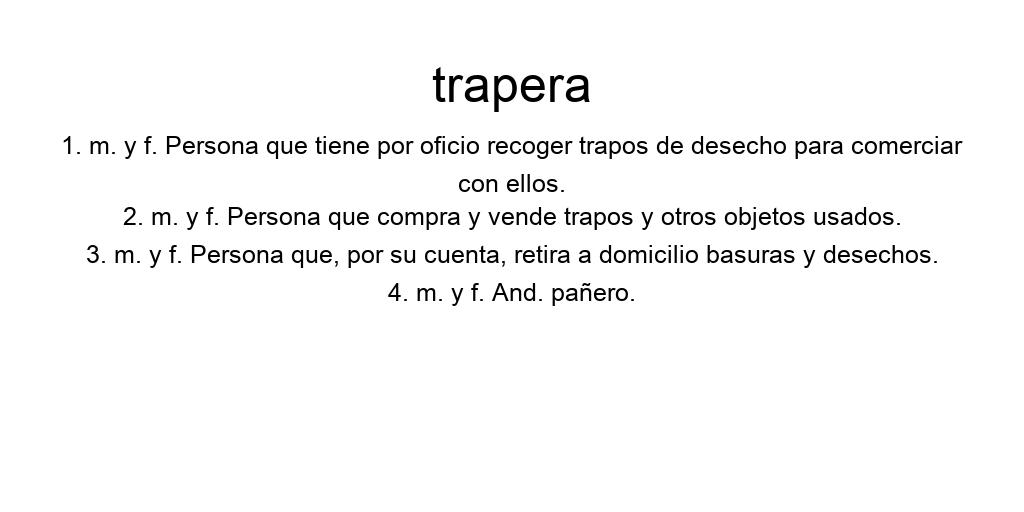 trapera
1. m. y f. Persona que tiene por oficio recoger trapos de desecho para comerciar
con ellos.
2. m. y f. Persona que compra y vende trapos y otros objetos usados.
3. m. y f. Persona que, por su cuenta, retira a domicilio basuras y desechos.
4. m. y f. And. pañero.